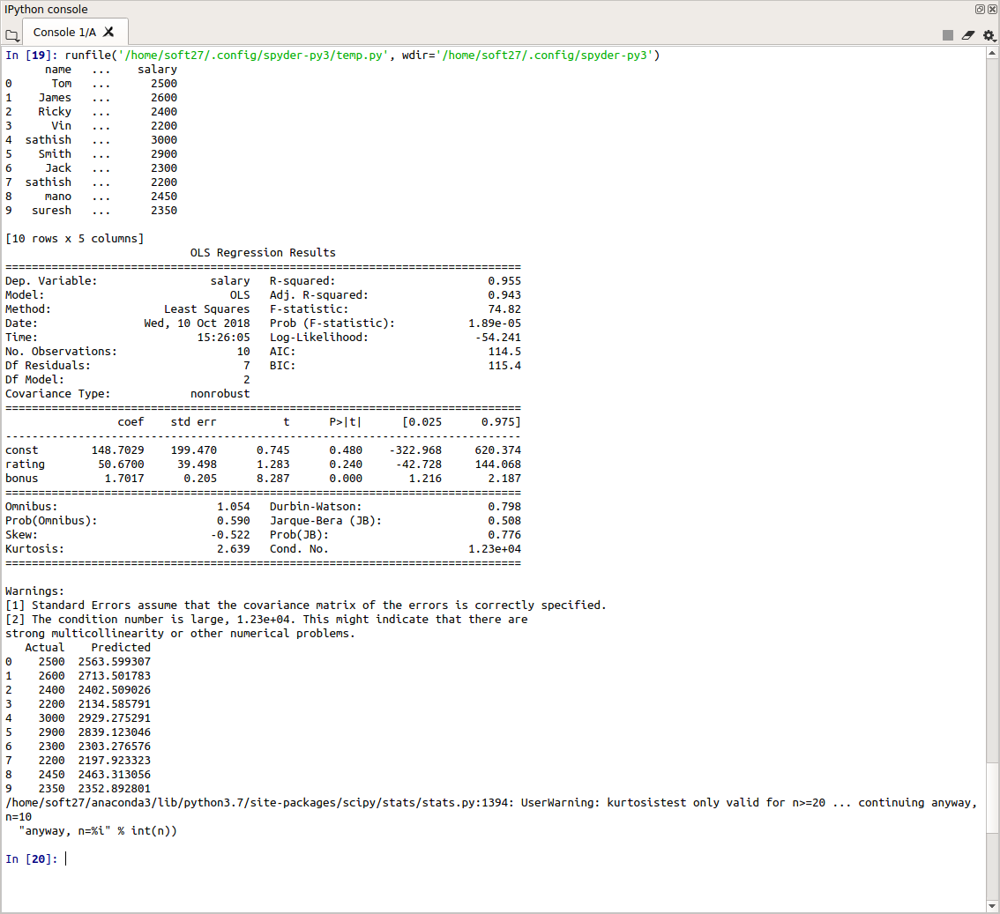 IPython console
Console 1/A
In [19]: runfile('/home/soft27/.config/spyder-py3/temp.py', wdir='/home/soft27/.config/spyder-py3')
      name   ...    salary
0      Tom   ...      2500
1    James   ...      2600
2    Ricky   ...      2400
3      Vin   ...      2200
4  sathish   ...      3000
5    Smith   ...      2900
6     Jack   ...      2300
7  sathish   ...      2200
8     mano   ...      2450
9   suresh   ...      2350
[10 rows x 5 columns]
                            OLS Regression Results
==============================================================================
Dep. Variable:                 salary   R-squared:                       0.955
Model:                            OLS   Adj. R-squared:                  0.943
Method:                 Least Squares   F-statistic:                     74.82
Date:                Wed, 10 Oct 2018   Prob (F-statistic):           1.89e-05
Time:                        15:26:05   Log-Likelihood:                -54.241
No. Observations:                  10   AIC:                             114.5
Df Residuals:                       7   BIC:                             115.4
Df Model:                           2
Covariance Type:            nonrobust
==============================================================================
                 coef    std err          t      P>|t|      [0.025      0.975]
------------------------------------------------------------------------------
const        148.7029    199.470      0.745      0.480    -322.968     620.374
rating        50.6700     39.498      1.283      0.240     -42.728     144.068
bonus          1.7017      0.205      8.287      0.000       1.216       2.187
==============================================================================
Omnibus:                        1.054   Durbin-Watson:                   0.798
Prob(Omnibus):                  0.590   Jarque-Bera (JB):                0.508
Skew:                          -0.522   Prob(JB):                        0.776
Kurtosis:                       2.639   Cond. No.                     1.23e+04
==============================================================================
Warnings:
[1] Standard Errors assume that the covariance matrix of the errors is correctly specified.
[2] The condition number is large, 1.23e+04. This might indicate that there are
strong multicollinearity or other numerical problems.
   Actual    Predicted
0    2500  2563.599307
1    2600  2713.501783
2    2400  2402.509026
3    2200  2134.585791
4    3000  2929.275291
5    2900  2839.123046
6    2300  2303.276576
7    2200  2197.923323
8    2450  2463.313056
9    2350  2352.892801
/home/soft27/anaconda3/lib/python3.7/site-packages/scipy/stats/stats.py:1394: UserWarning: kurtosistest only valid for n>=20 ... continuing anyway,
n=10
  "anyway, n=%i" % int(n))
In [20]: